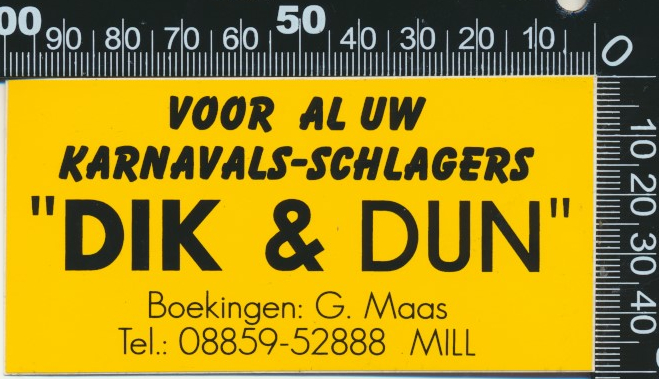 00 90 80 70 60 50 40 30 20 10 0
VOOR AL UW
KARNAVALS-SCHLAGERS
"DIK & DUN"
Boekingen: G. Maas
Tel.: 08859-52888 MILL
10 20 30 40